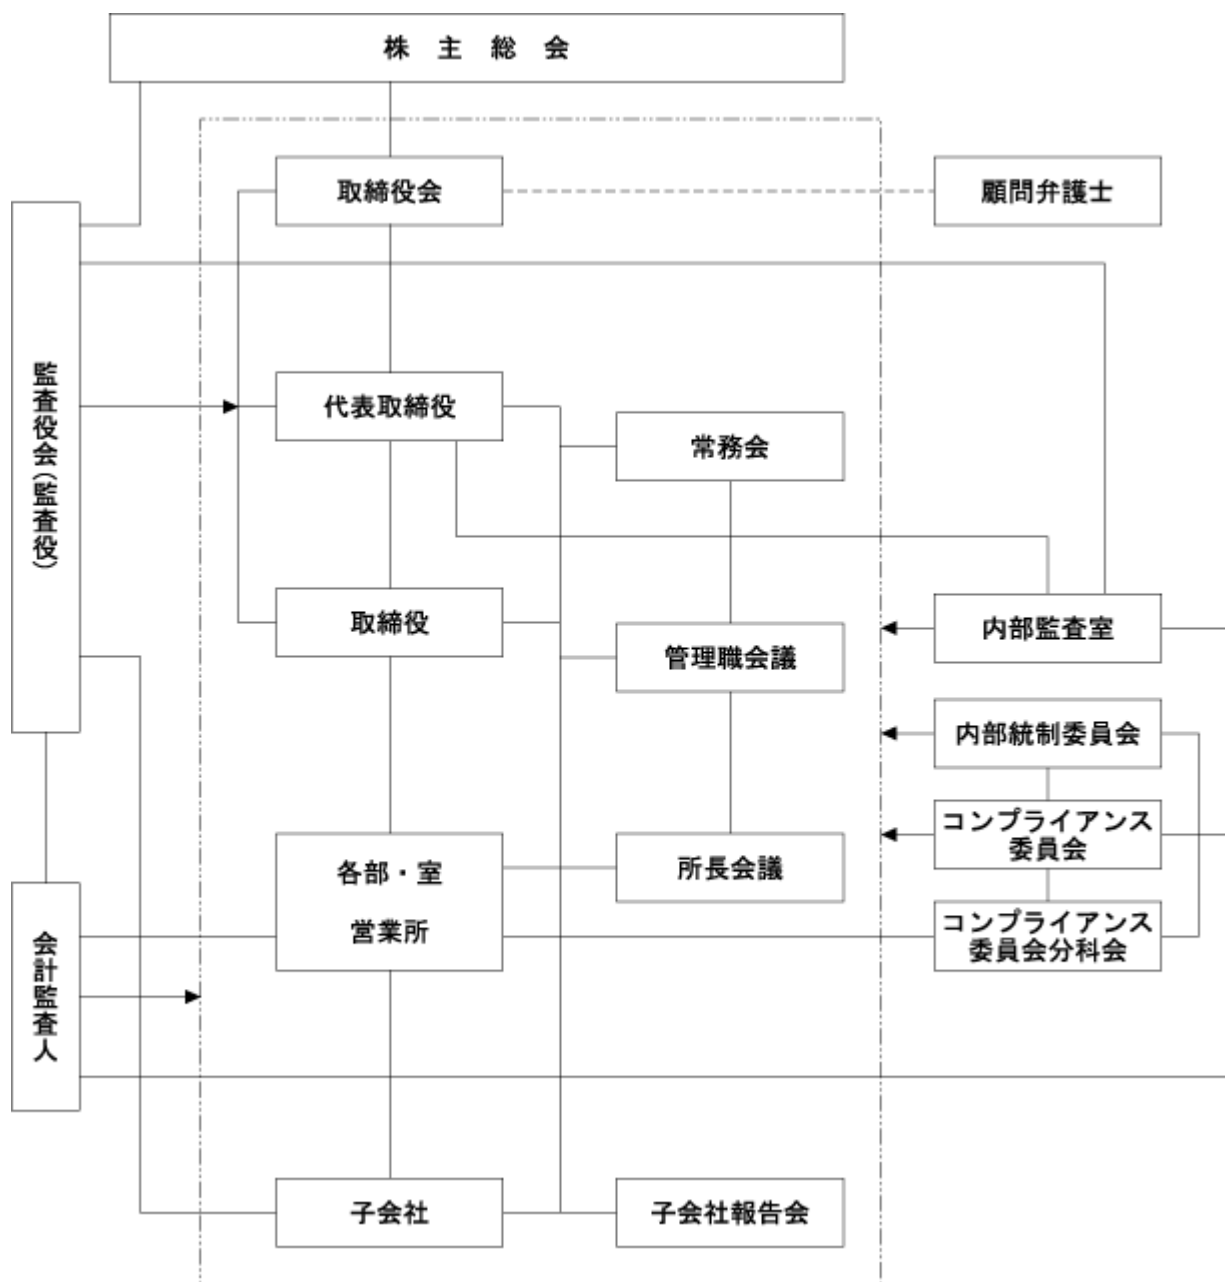 株 主 総 会
取締役会
顧問弁護士
監査役会(監査役)
代表取締役
常務会
取締役
内部監査室
管理職会議
内部統制委員会
コンプライアンス
委員会
各部・室
営業所
所長会議
コンプライアンス
委員会分科会
会計監査人
子会社
子会社報告会